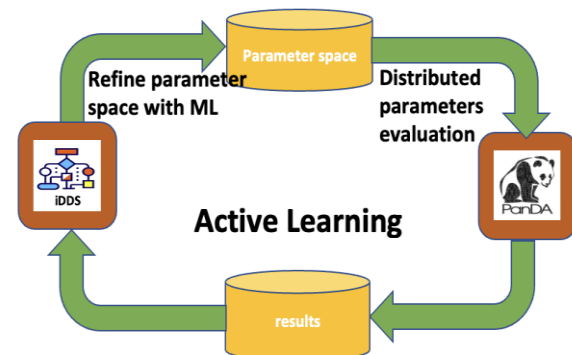 Parameter space
Refine parameter
space with ML
Distributed
parameters
evaluation
iDDS
PanDA
Active Learning
results